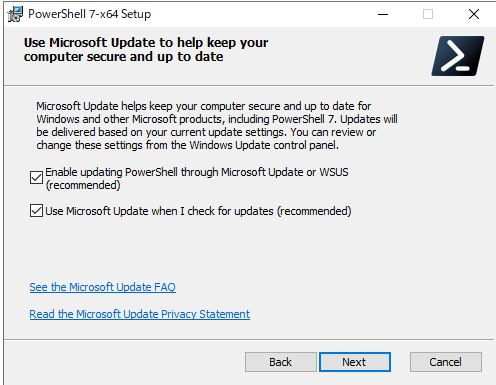 PowerShell 7-x64 Setup
Use Microsoft Update to help keep your
computer secure and up to date
Microsoft Update helps keep your computer secure and up to date for
Windows and other Microsoft products, including PowerShell 7. Updates will
be delivered based on your current update settings. You can review or
change these settings from the Windows Update control panel.
Enable updating PowerShell through Microsoft Update or WSUS
(recommended)
Use Microsoft Update when I check for updates (recommended)
See the Microsoft Update FAQ
Read the Microsoft Update Privacy Statement
Back
Next
Cancel